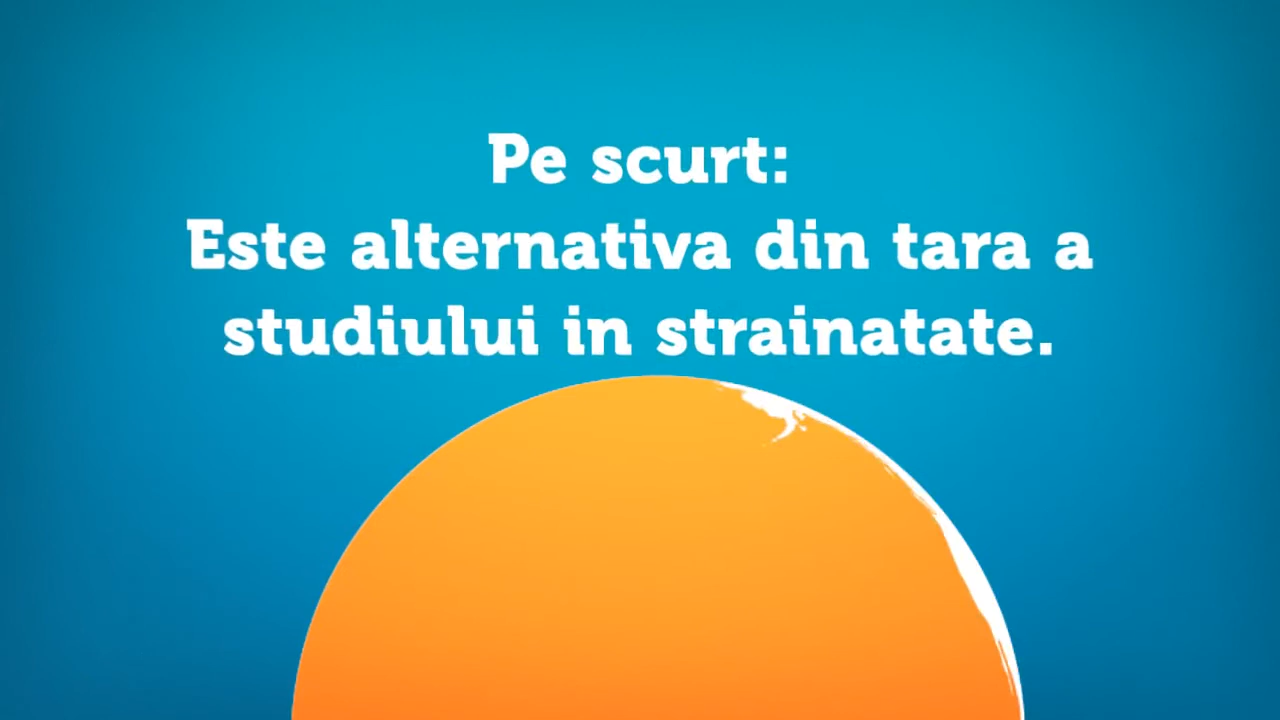 Pe scurt:
Este alternativa din tara a
studiului in strainatate.